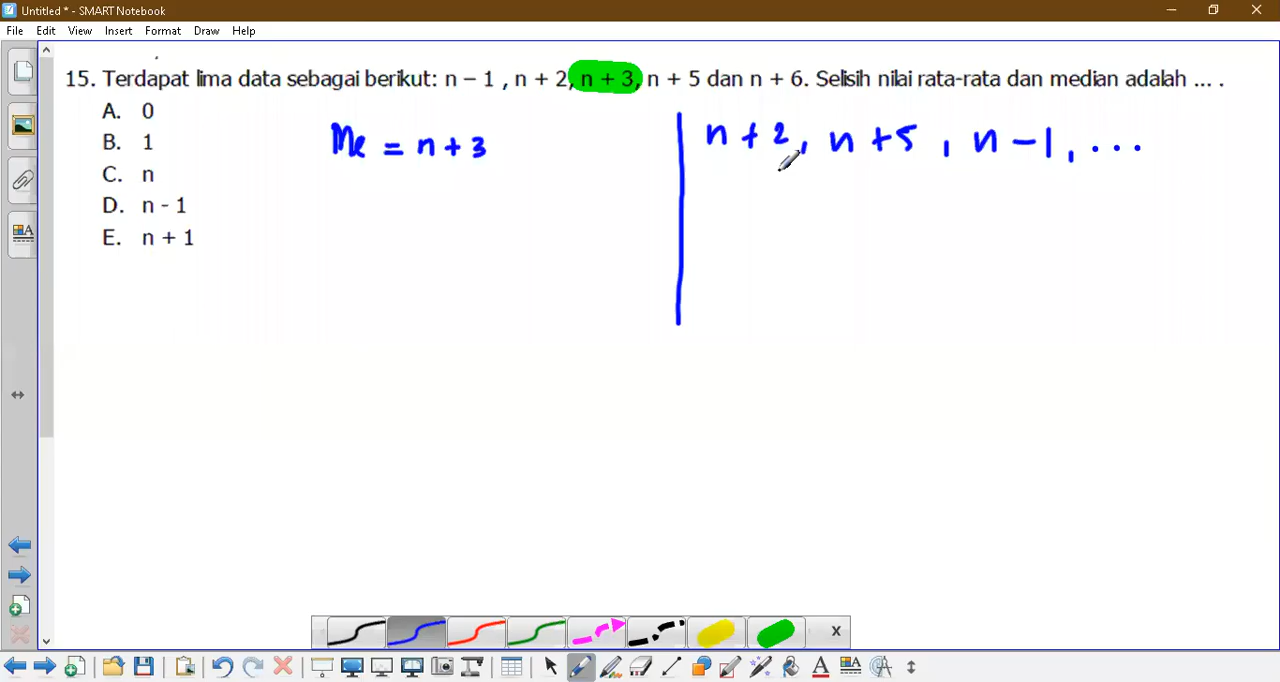 Untitled * - SMART Notebook
File Edit View Insert Format Draw Help
15. Terdapat lima data sebagai berikut: n – 1 , n + 2, n + 3, n + 5 dan n + 6. Selisih nilai rata-rata dan median adalah ... .
A. 0
B. 1
C. n
D. n - 1
E. n + 1
Me = n + 3
n + 2, n + 5, n - 1, ...
x